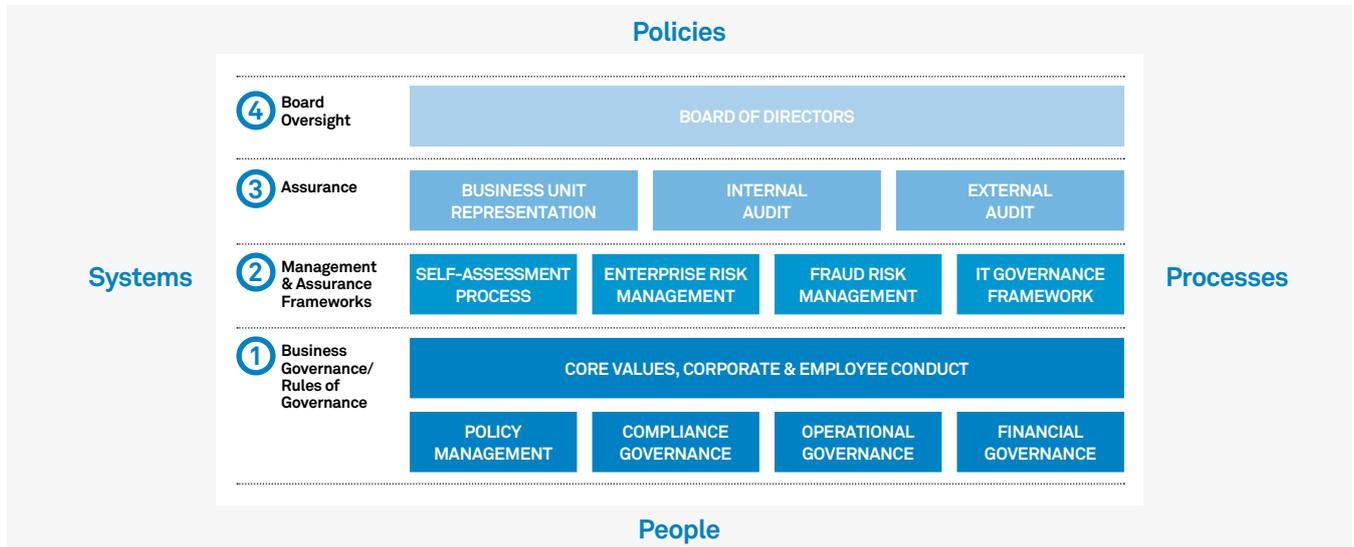 Policies
4
Board
Oversight
BOARD OF DIRECTORS
3
Assurance
BUSINESS UNIT
REPRESENTATION
INTERNAL
AUDIT
EXTERNAL
AUDIT
Systems
2
Management
& Assurance
Frameworks
SELF-ASSESSMENT
PROCESS
ENTERPRISE RISK
MANAGEMENT
FRAUD RISK
MANAGEMENT
IT GOVERNANCE
FRAMEWORK
Processes
1
Business
Governance/
Rules of
Governance
CORE VALUES, CORPORATE & EMPLOYEE CONDUCT
POLICY
MANAGEMENT
COMPLIANCE
GOVERNANCE
OPERATIONAL
GOVERNANCE
FINANCIAL
GOVERNANCE
People